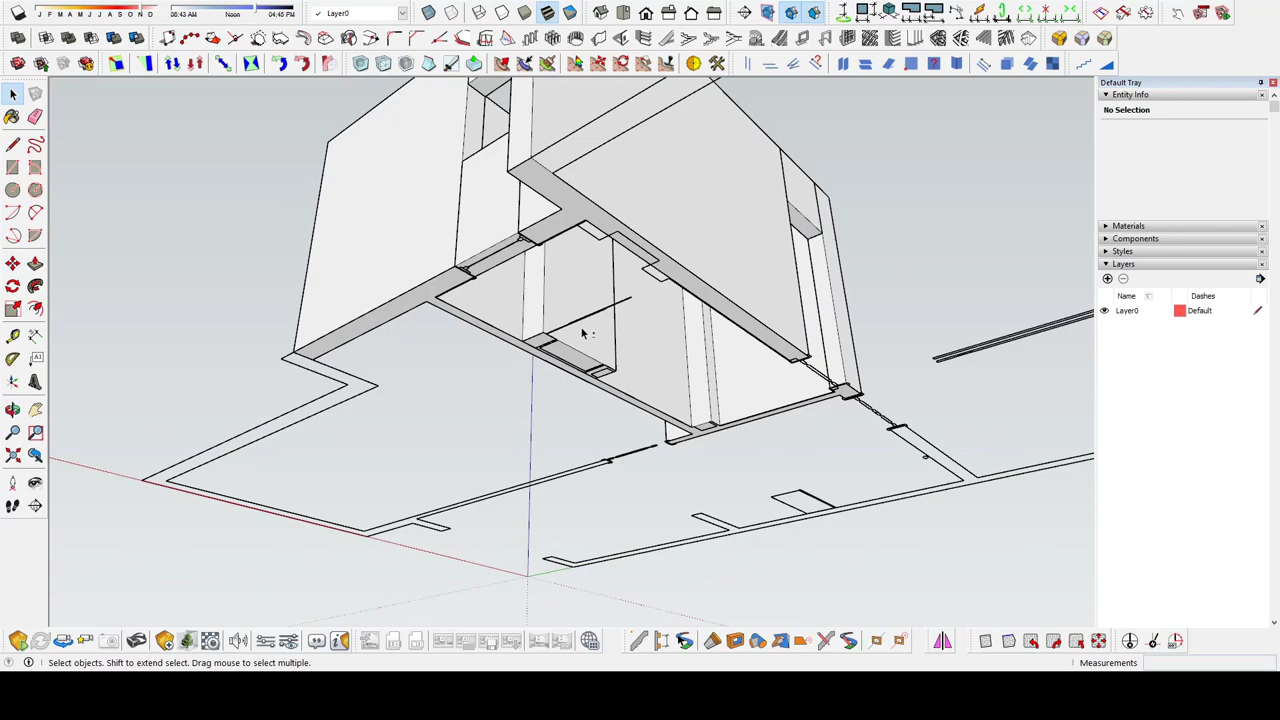 J F M A M J J A S O N D
06:43 AM Noon 04:45 PM
Layer0
Default Tray
Entity Info
No Selection
Materials
Components
Styles
Layers
Name Dashes
Layer0 Default
Select objects. Shift to extend select. Drag mouse to select multiple.
Measurements